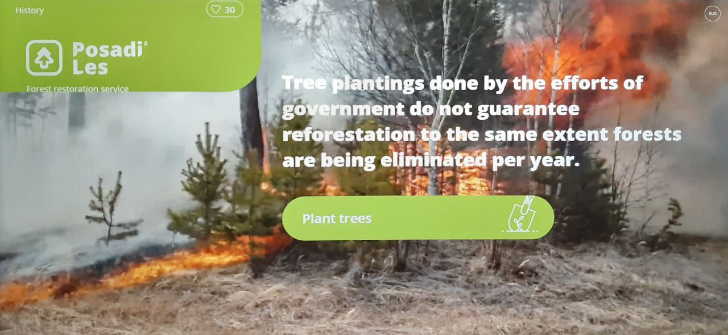 History
30
RUS
Posadi
Les
Forest restoration service
Tree plantings done by the efforts of
government do not guarantee
reforestation to the same extent forests
are being eliminated per year.
Plant trees